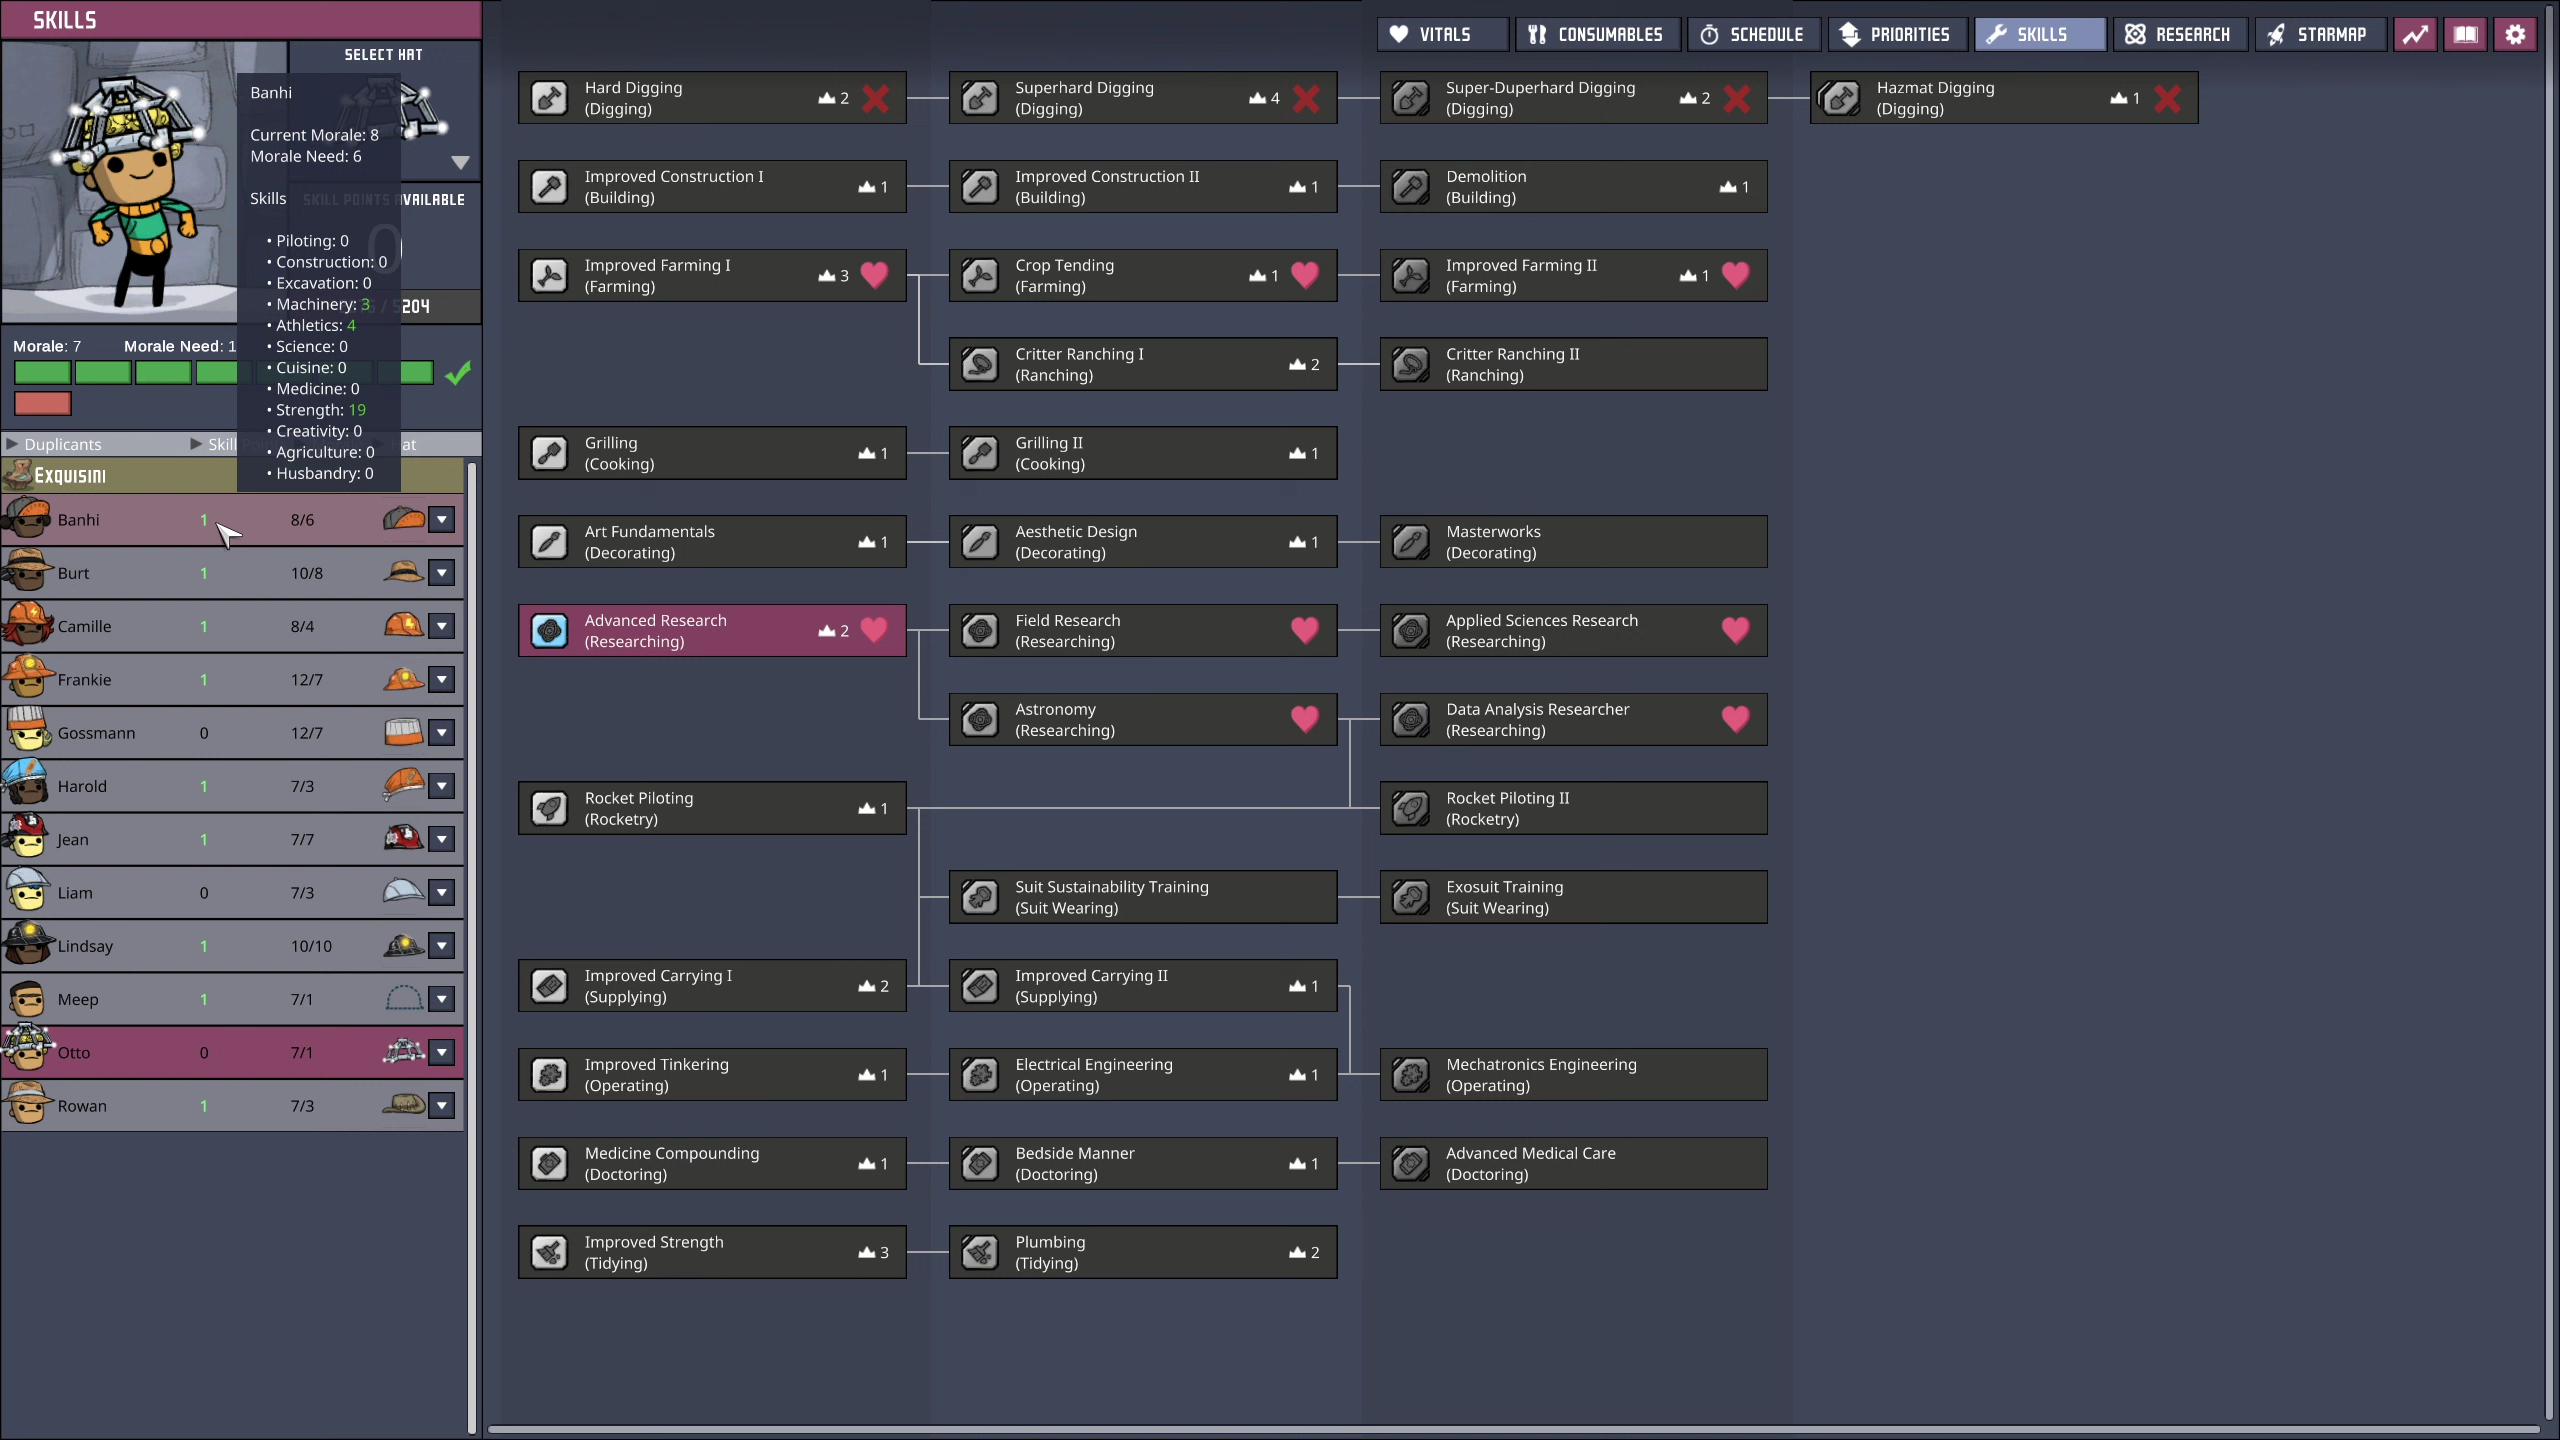 SKILLS
VITALS
CONSUMABLES
SCHEDULE
PRIORITIES
SKILLS
RESEARCH
STARMAP
SELECT HAT
SKILL POINTS AVAILABLE
0
/ 5204
Morale: 7
Morale Need: 1
Banhi
Current Morale: 8
Morale Need: 6
Skills
• Piloting: 0
• Construction: 0
• Excavation: 0
• Machinery: 3
• Athletics: 4
• Science: 0
• Cuisine: 0
• Medicine: 0
• Strength: 19
• Creativity: 0
• Agriculture: 0
• Husbandry: 0
Duplicants
Exquisini
Banhi 1 8/6
Burt 1 10/8
Camille 1 8/4
Frankie 1 12/7
Gossmann 0 12/7
Harold 1 7/3
Jean 1 7/7
Liam 0 7/3
Lindsay 1 10/10
Meep 1 7/1
Otto 0 7/1
Rowan 1 7/3
Hard Digging
(Digging)
2
Superhard Digging
(Digging)
4
Super-Duperhard Digging
(Digging)
2
Hazmat Digging
(Digging)
1
Improved Construction I
(Building)
1
Improved Construction II
(Building)
1
Demolition
(Building)
1
Improved Farming I
(Farming)
3
Crop Tending
(Farming)
1
Improved Farming II
(Farming)
1
Critter Ranching I
(Ranching)
2
Critter Ranching II
(Ranching)
Grilling
(Cooking)
1
Grilling II
(Cooking)
1
Art Fundamentals
(Decorating)
1
Aesthetic Design
(Decorating)
1
Masterworks
(Decorating)
Advanced Research
(Researching)
2
Field Research
(Researching)
Applied Sciences Research
(Researching)
Astronomy
(Researching)
Data Analysis Researcher
(Researching)
Rocket Piloting
(Rocketry)
1
Rocket Piloting II
(Rocketry)
Suit Sustainability Training
(Suit Wearing)
Exosuit Training
(Suit Wearing)
Improved Carrying I
(Supplying)
2
Improved Carrying II
(Supplying)
1
Improved Tinkering
(Operating)
1
Electrical Engineering
(Operating)
1
Mechatronics Engineering
(Operating)
Medicine Compounding
(Doctoring)
1
Bedside Manner
(Doctoring)
1
Advanced Medical Care
(Doctoring)
Improved Strength
(Tidying)
3
Plumbing
(Tidying)
2